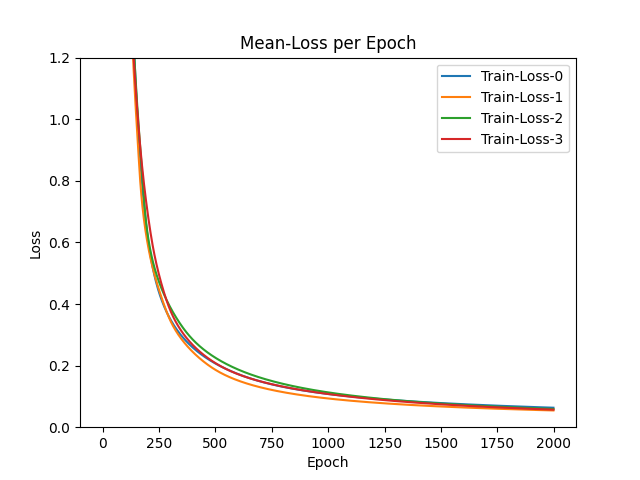 Mean-Loss per Epoch
Train-Loss-0
Train-Loss-1
Train-Loss-2
Train-Loss-3
Loss
1.2
1.0
0.8
0.6
0.4
0.2
0.0
0 250 500 750 1000 1250 1500 1750 2000
Epoch